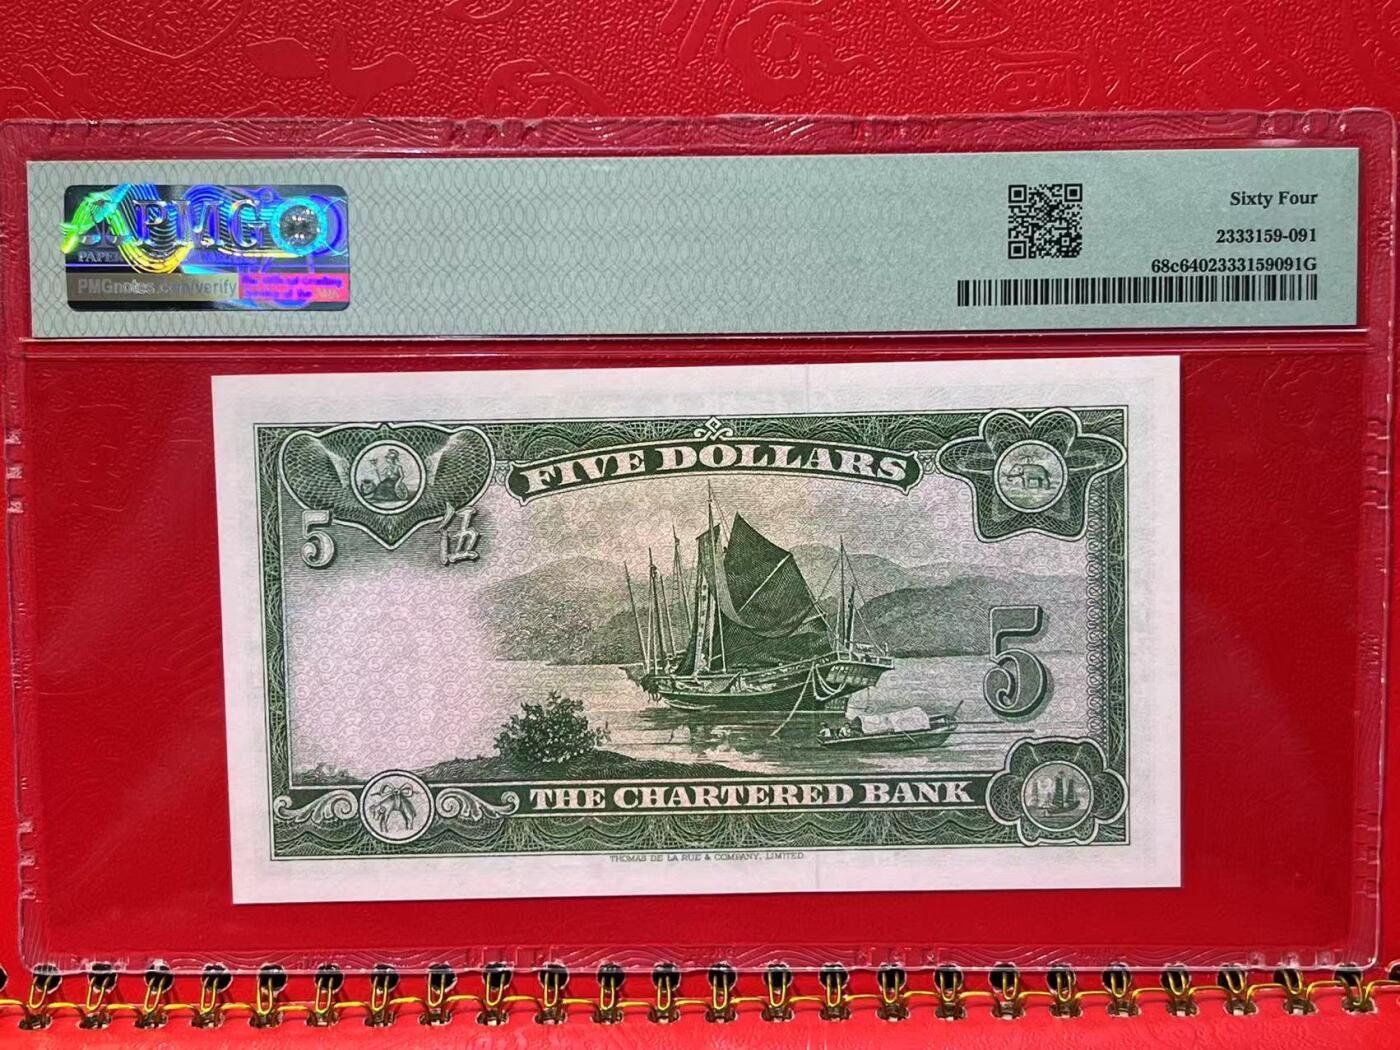 PMG
PMGnotes.com/verify
Sixty Four
2333159-091
68c6402333159091G
FIVE DOLLARS
5 伍
5
THE CHARTERED BANK
THOMAS DE LA RUE & COMPANY, LIMITED.